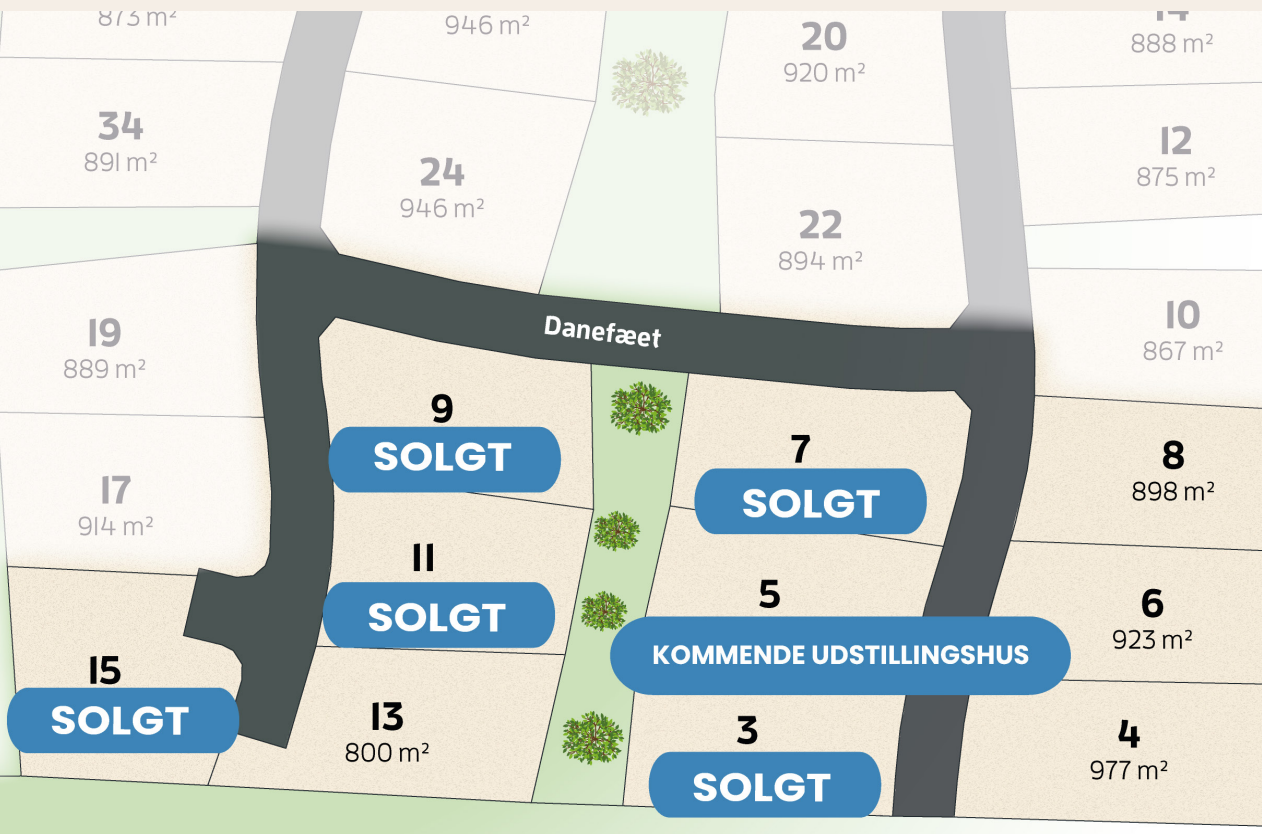 873 m²
946 m²
20
920 m²
14
888 m²
34
891 m²
24
946 m²
12
875 m²
22
894 m²
19
889 m²
Danefæet
10
867 m²
9
SOLGT
7
SOLGT
8
898 m²
17
914 m²
11
SOLGT
5
KOMMENDE UDSTILLINGSHUS
6
923 m²
15
SOLGT
13
800 m²
3
SOLGT
4
977 m²